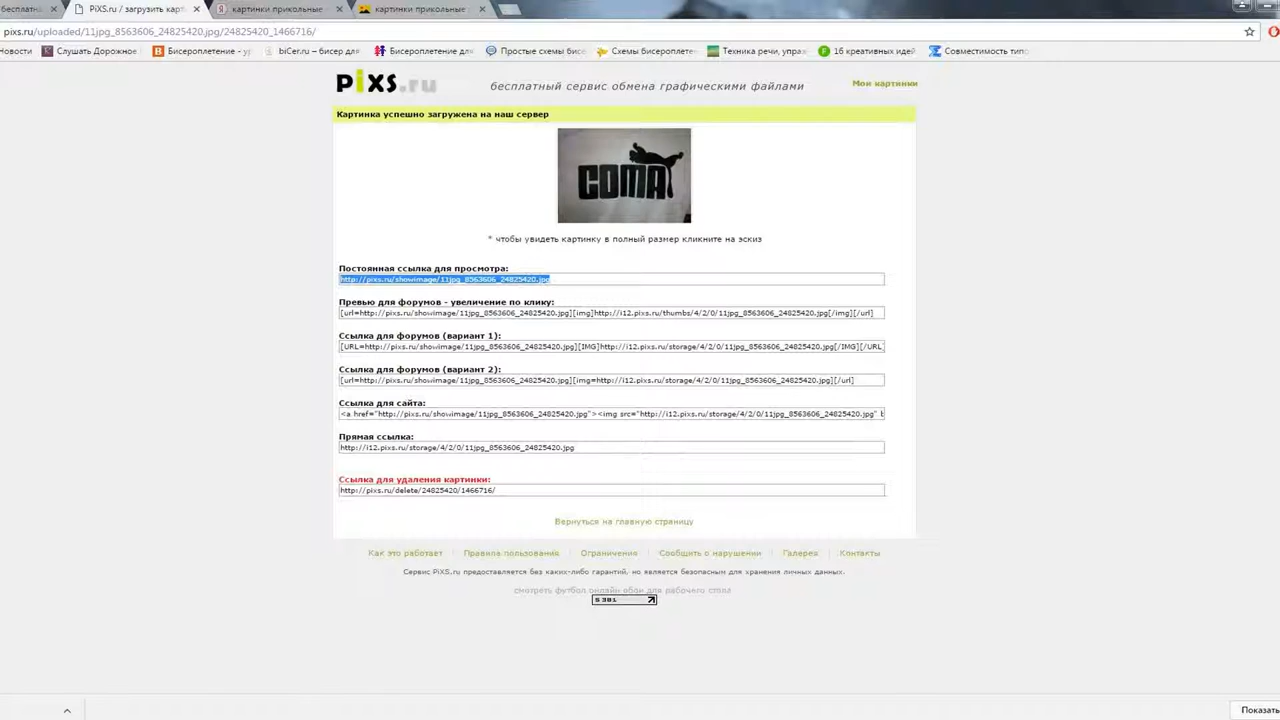 бесплатн
PiXS.ru / загрузить карт
картинки прикольные
картинки прикольные
pixs.ru/uploaded/11jpg_8563606_24825420.jpg/24825420_1466716/
Новости
Слушать Дорожное
Бисероплетение - ур
biCer.ru – бисер для
Бисероплетение для
Простые схемы бисе
Схемы бисероплете
Техника речи, упра
16 креативных идей
Совместимость типо
PiXS.ru
бесплатный сервис обмена графическими файлами
Мои картинки
Картинка успешно загружена на наш сервер
COMA
* чтобы увидеть картинку в полный размер кликните на эскиз
Постоянная ссылка для просмотра:
http://pixs.ru/showimage/11jpg_8563606_24825420.jpg
Превью для форумов - увеличение по клику:
[url=http://pixs.ru/showimage/11jpg_8563606_24825420.jpg][img]http://i12.pixs.ru/thumbs/4/2/0/11jpg_8563606_24825420.jpg[/img][/url]
Ссылка для форумов (вариант 1):
[URL=http://pixs.ru/showimage/11jpg_8563606_24825420.jpg][IMG]http://i12.pixs.ru/storage/4/2/0/11jpg_8563606_24825420.jpg[/IMG][/URL
Ссылка для форумов (вариант 2):
[url=http://pixs.ru/showimage/11jpg_8563606_24825420.jpg][img=http://i12.pixs.ru/storage/4/2/0/11jpg_8563606_24825420.jpg][/url]
Ссылка для сайта:
<a href="http://pixs.ru/showimage/11jpg_8563606_24825420.jpg"><img src="http://i12.pixs.ru/storage/4/2/0/11jpg_8563606_24825420.jpg" b
Прямая ссылка:
http://i12.pixs.ru/storage/4/2/0/11jpg_8563606_24825420.jpg
Ссылка для удаления картинки:
http://pixs.ru/delete/24825420/1466716/
Вернуться на главную страницу
Как это работает
Правила пользования
Ограничения
Сообщить о нарушении
Галерея
Контакты
Сервис PiXS.ru предоставляется без каких-либо гарантий, но является безопасным для хранения личных данных.
смотреть футбол онлайн обои для рабочего стола
Показать